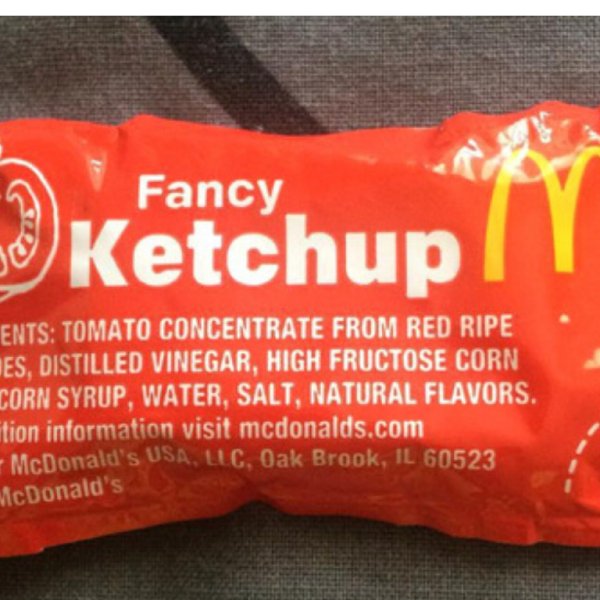 Fancy
Ketchup
ENTS: TOMATO CONCENTRATE FROM RED RIPE
OES, DISTILLED VINEGAR, HIGH FRUCTOSE CORN
CORN SYRUP, WATER, SALT, NATURAL FLAVORS.
ition information visit mcdonalds.com
r McDonald's USA, LLC, Oak Brook, IL 60523
McDonald's